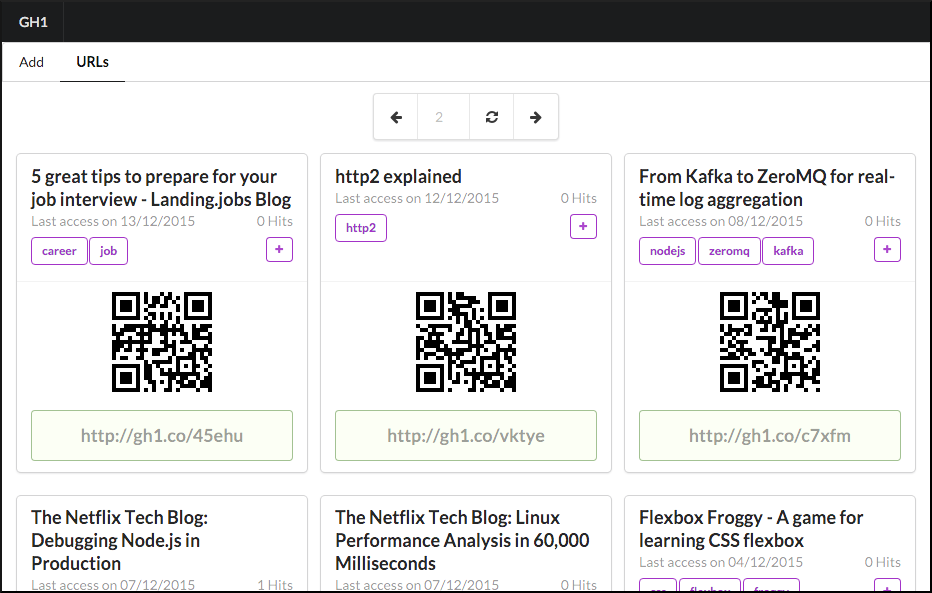 GH1
Add URLs
2
5 great tips to prepare for your
job interview - Landing.jobs Blog
Last access on 13/12/2015 0 Hits
career job +
http://gh1.co/45ehu
http2 explained
Last access on 12/12/2015 0 Hits
http2 +
http://gh1.co/vktye
From Kafka to ZeroMQ for real-
time log aggregation
Last access on 08/12/2015 0 Hits
nodejs zeromq kafka +
http://gh1.co/c7xfm
The Netflix Tech Blog:
Debugging Node.js in
Production
Last access on 07/12/2015 1 Hits
The Netflix Tech Blog: Linux
Performance Analysis in 60,000
Milliseconds
Last access on 07/12/2015 0 Hits
Flexbox Froggy - A game for
learning CSS flexbox
Last access on 04/12/2015 0 Hits
css flexbox froggy +